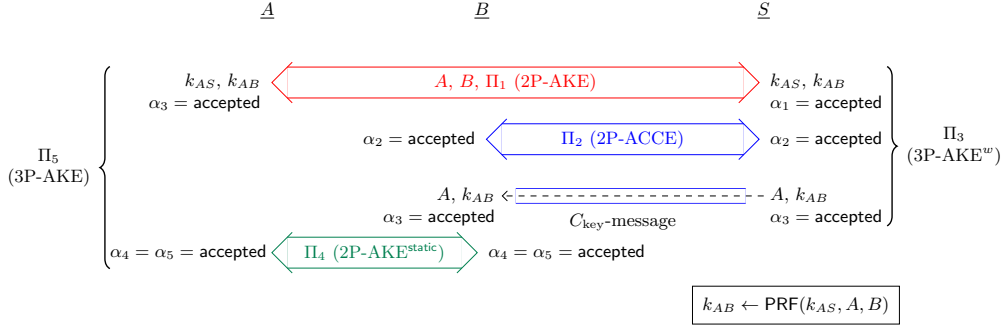 A B S
k_{AS}, k_{AB} A, B, Π_1 (2P-AKE) k_{AS}, k_{AB}
α_3 = accepted α_1 = accepted
α_2 = accepted Π_2 (2P-ACCE) α_2 = accepted
Π_5 Π_3
(3P-AKE) (3P-AKE^w)
A, k_{AB} A, k_{AB}
α_3 = accepted C_{key}-message α_3 = accepted
α_4 = α_5 = accepted Π_4 (2P-AKE^{static}) α_4 = α_5 = accepted
k_{AB} ← PRF(k_{AS}, A, B)